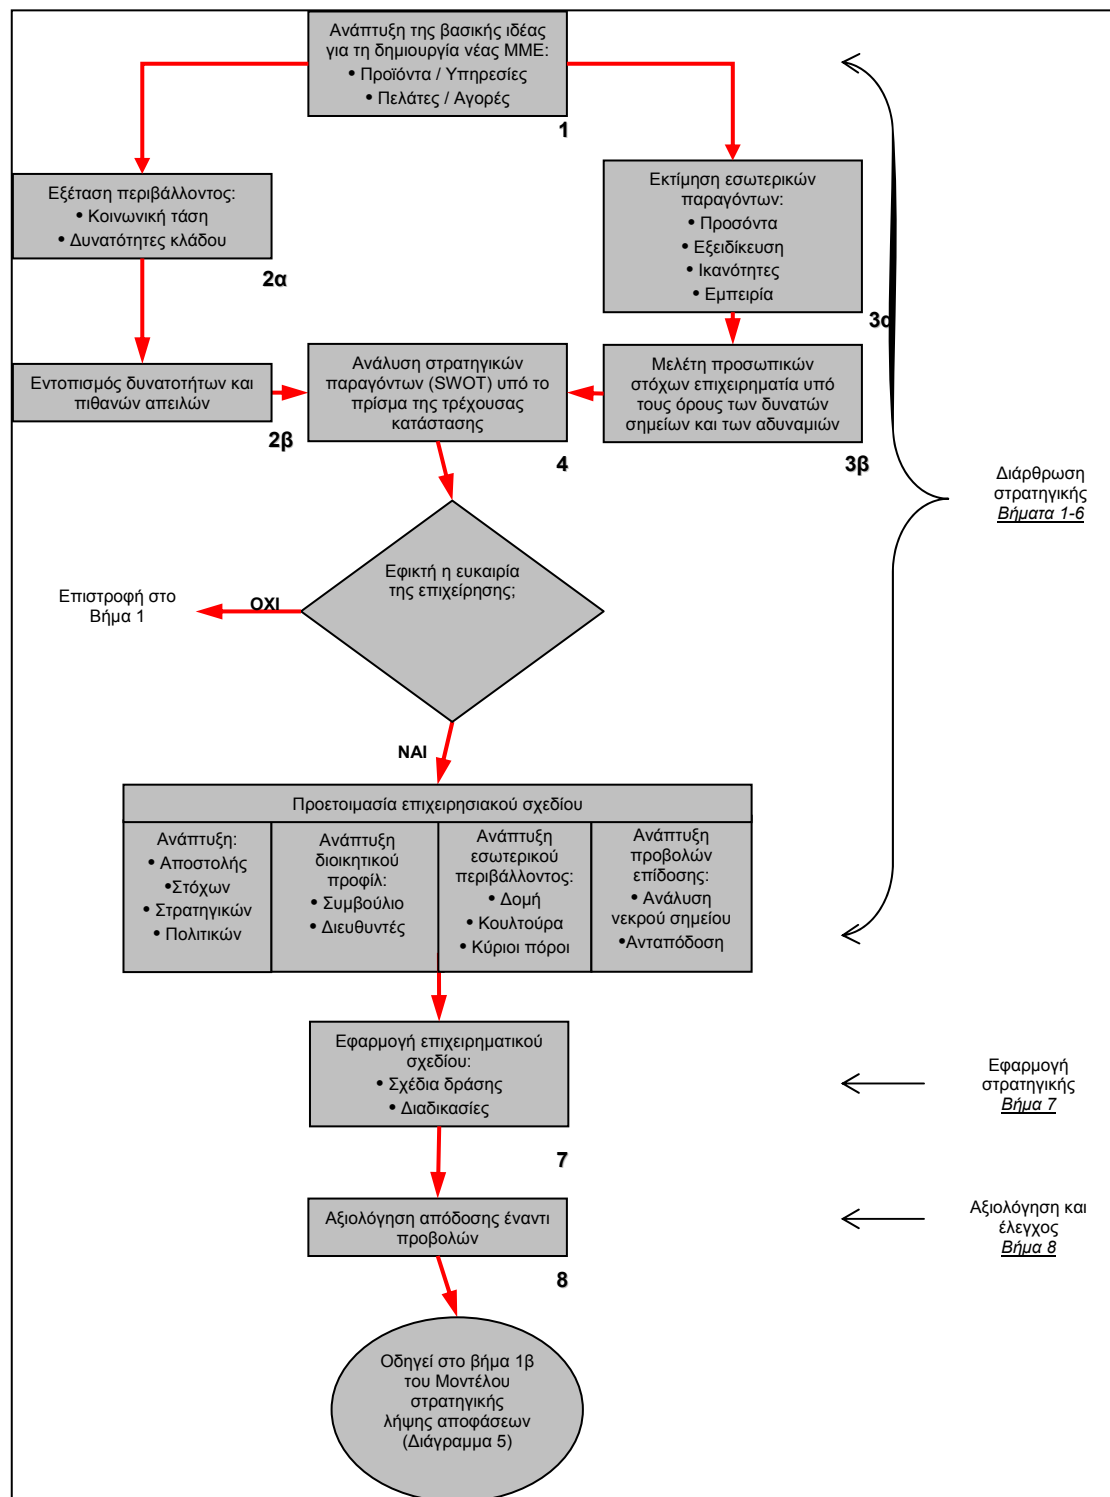 Ανάπτυξη της βασικής ιδέας
για τη δημιουργία νέας ΜΜΕ:
• Προϊόντα / Υπηρεσίες
• Πελάτες / Αγορές
1
Εξέταση περιβάλλοντος:
• Κοινωνική τάση
• Δυνατότητες κλάδου
2α
Εκτίμηση εσωτερικών
παραγόντων:
• Προσόντα
• Εξειδίκευση
• Ικανότητες
• Εμπειρία
3α
Εντοπισμός δυνατοτήτων και
πιθανών απειλών
2β
Ανάλυση στρατηγικών
παραγόντων (SWOT) υπό το
πρίσμα της τρέχουσας
κατάστασης
4
Μελέτη προσωπικών
στόχων επιχειρηματία υπό
τους όρους των δυνατών
σημείων και των αδυναμιών
3β
Διάρθρωση
στρατηγικής
Βήματα 1-6
Εφικτή η ευκαιρία
της επιχείρησης;
ΟΧΙ
Επιστροφή στο
Βήμα 1
ΝΑΙ
Προετοιμασία επιχειρησιακού σχεδίου
Ανάπτυξη:
• Αποστολής
•Στόχων
• Στρατηγικών
• Πολιτικών
Ανάπτυξη
διοικητικού
προφίλ:
• Συμβούλιο
• Διευθυντές
Ανάπτυξη
εσωτερικού
περιβάλλοντος:
• Δομή
• Κουλτούρα
• Κύριοι πόροι
Ανάπτυξη
προβολών
επίδοσης:
• Ανάλυση
νεκρού σημείου
•Ανταπόδοση
Εφαρμογή επιχειρηματικού
σχεδίου:
• Σχέδια δράσης
• Διαδικασίες
7
Εφαρμογή
στρατηγικής
Βήμα 7
Αξιολόγηση απόδοσης έναντι
προβολών
8
Αξιολόγηση και
έλεγχος
Βήμα 8
Οδηγεί στο βήμα 1β
του Μοντέλου
στρατηγικής
λήψης αποφάσεων
(Διάγραμμα 5)